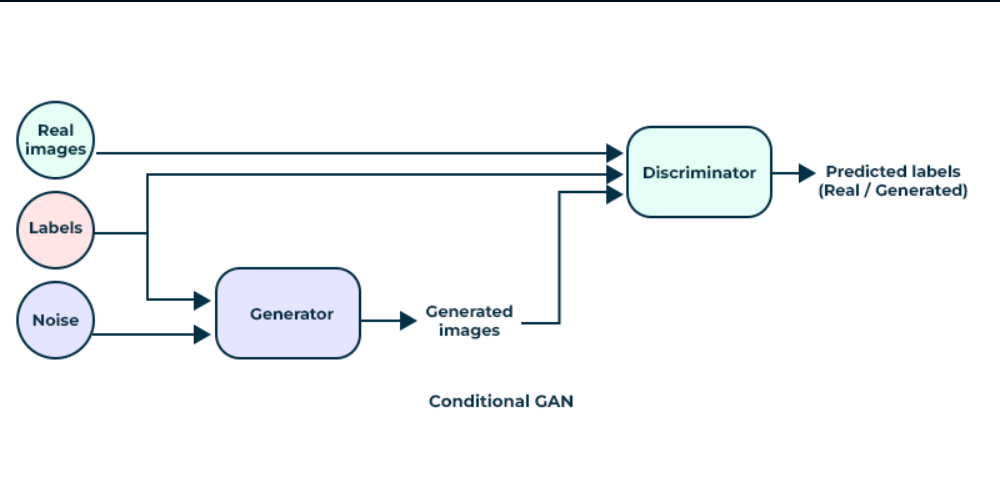 Real
images
Labels
Noise
Generator
Generated
images
Discriminator
Predicted labels
(Real / Generated)
Conditional GAN